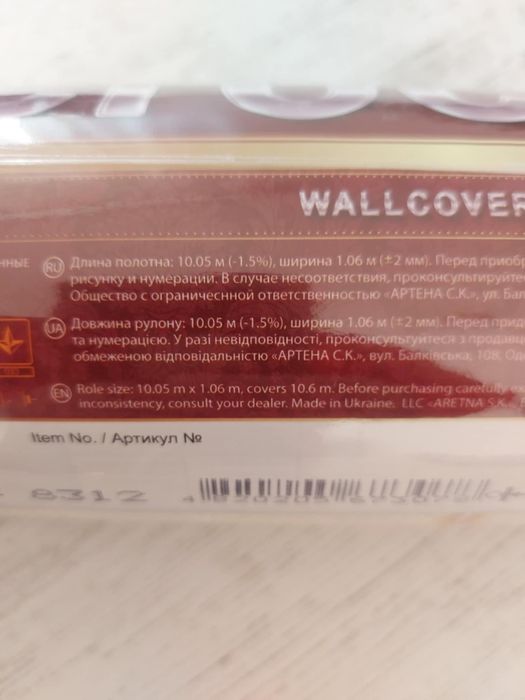 WALLCOVER
ННЫЕ
RU Длина полотна: 10.05 м (-1.5%), ширина 1.06 м (±2 мм). Перед приобр
рисунку и нумерации. В случае несоответствия, проконсультируйте
Общество с ограниченной ответственностью «АРТЕНА С.К.», ул. Бал
UA Довжина рулону: 10.05 м (-1.5%), ширина 1.06 м (±2 мм). Перед прид
та нумерацією. У разі невідповідності, проконсультуєтеся з продавц
обмеженою відповідальністю «АРТЕНА С.К.», вул. Балківська, 108, Од
EN Role size: 10.05 m x 1.06 m, covers 10.6 m. Before purchasing carefully ex
inconsistency, consult your dealer. Made in Ukraine. LLC «ARETNA S.K.»
Item No. / Артикул №
8312